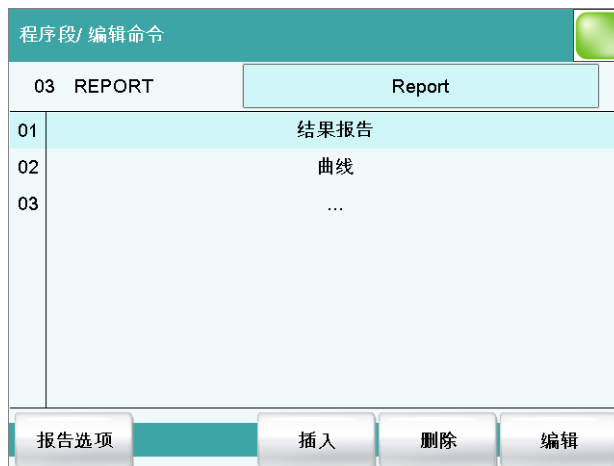 程序段/ 编辑命令
03 REPORT Report
01 结果报告
02 曲线
03 ...
报告选项 插入 删除 编辑